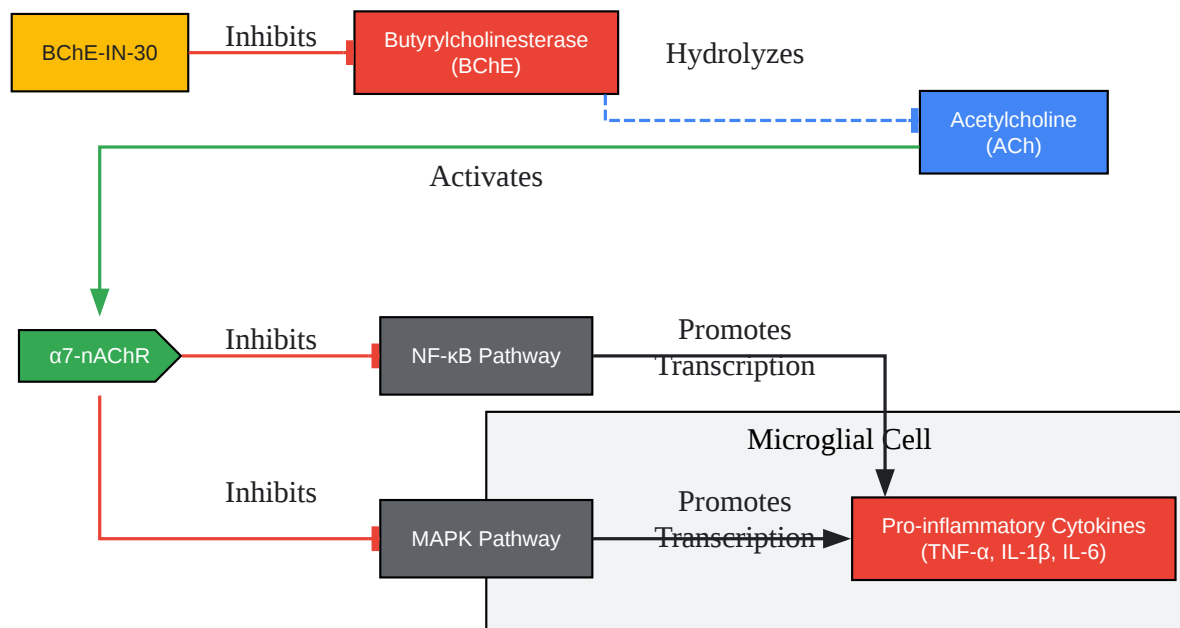 BChE-IN-30
Inhibits
Butyrylcholinesterase
(BChE)
Hydrolyzes
Acetylcholine
(ACh)
Activates
α7-nAChR
Inhibits
NF-κB Pathway
Promotes
Transcription
Microglial Cell
Inhibits
MAPK Pathway
Promotes
Transcription
Pro-inflammatory Cytokines
(TNF-α, IL-1β, IL-6)